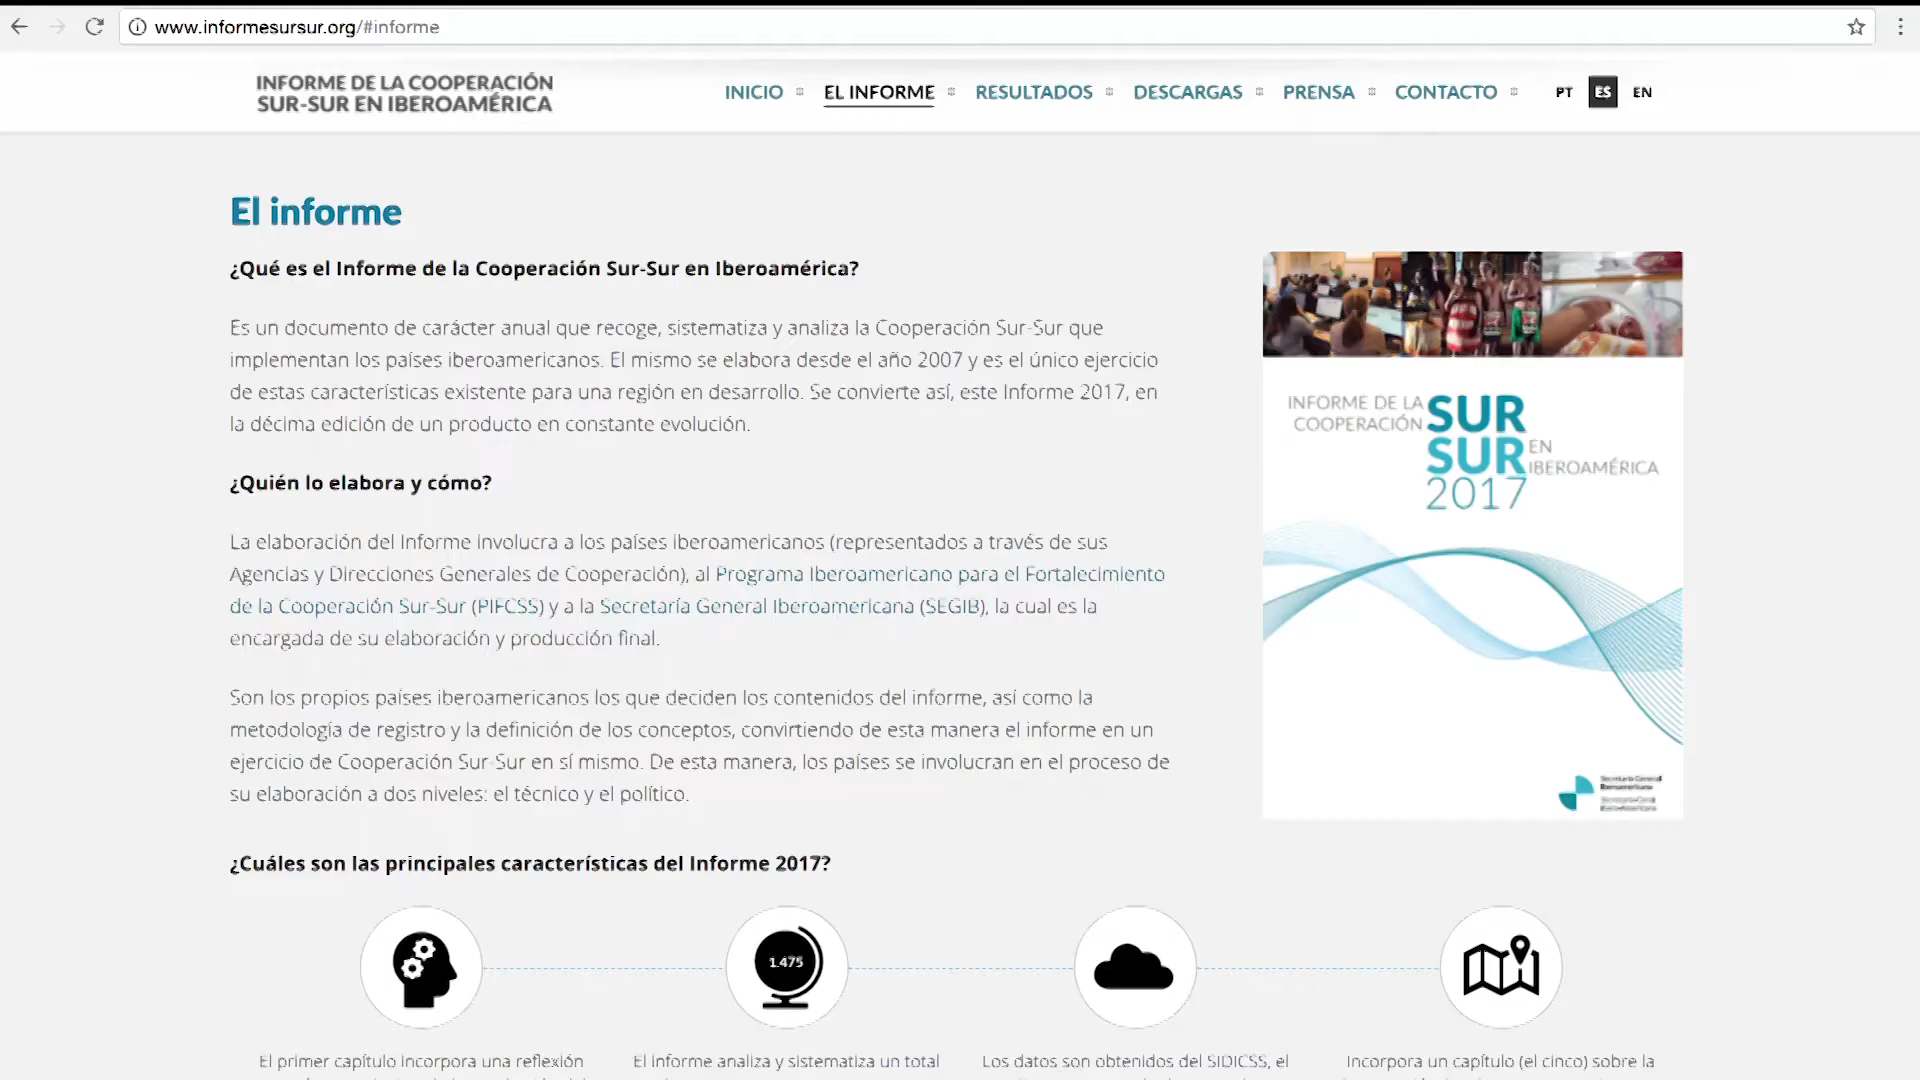 www.informesursur.org/#informe
INFORME DE LA COOPERACIÓN
SUR-SUR EN IBEROAMÉRICA
INICIO EL INFORME RESULTADOS DESCARGAS PRENSA CONTACTO PT ES EN
El informe
¿Qué es el Informe de la Cooperación Sur-Sur en Iberoamérica?
Es un documento de carácter anual que recoge, sistematiza y analiza la Cooperación Sur-Sur que
implementan los países iberoamericanos. El mismo se elabora desde el año 2007 y es el único ejercicio
de estas características existente para una región en desarrollo. Se convierte así, este Informe 2017, en
la décima edición de un producto en constante evolución.
¿Quién lo elabora y cómo?
La elaboración del Informe involucra a los países iberoamericanos (representados a través de sus
Agencias y Direcciones Generales de Cooperación), al Programa Iberoamericano para el Fortalecimiento
de la Cooperación Sur-Sur (PIFCSS) y a la Secretaría General Iberoamericana (SEGIB), la cual es la
encargada de su elaboración y producción final.
Son los propios países iberoamericanos los que deciden los contenidos del informe, así como la
metodología de registro y la definición de los conceptos, convirtiendo de esta manera el informe en un
ejercicio de Cooperación Sur-Sur en sí mismo. De esta manera, los países se involucran en el proceso de
su elaboración a dos niveles: el técnico y el político.
INFORME DE LA
COOPERACIÓN
SUR
SUR
EN
IBEROAMÉRICA
2017
Secretaría General
Iberoamericana
Secretaria-Geral
Ibero-Americana
¿Cuáles son las principales características del Informe 2017?
1.475
El primer capítulo incorpora una reflexión
El informe analiza y sistematiza un total
Los datos son obtenidos del SIDICSS, el
Incorpora un capítulo (el cinco) sobre la